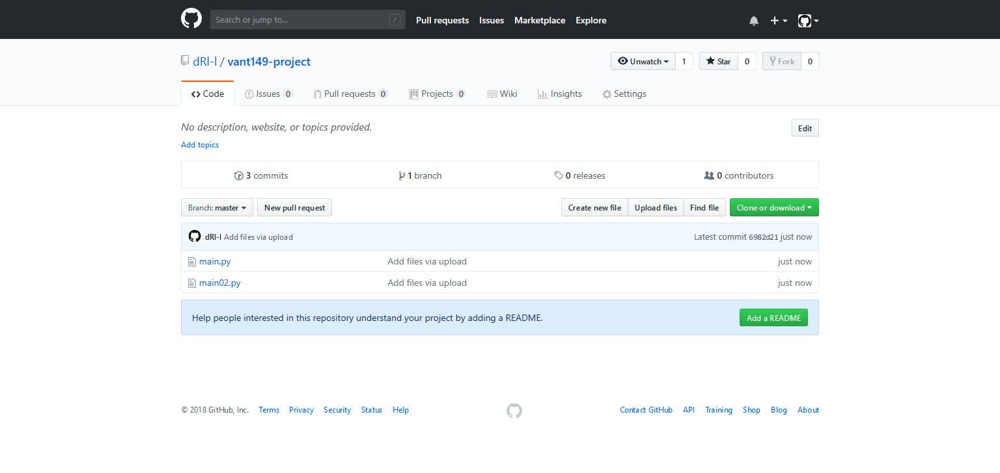 Search or jump to... / Pull requests Issues Marketplace Explore
dRI-I / vant149-project Unwatch 1 Star 0 Fork 0
Code Issues 0 Pull requests 0 Projects 0 Wiki Insights Settings
No description, website, or topics provided. Edit
Add topics
3 commits 1 branch 0 releases 0 contributors
Branch: master New pull request Create new file Upload files Find file Clone or download
dRI-I Add files via upload Latest commit 6982d21 just now
main.py Add files via upload just now
main02.py Add files via upload just now
Help people interested in this repository understand your project by adding a README. Add a README
© 2018 GitHub, Inc. Terms Privacy Security Status Help Contact GitHub API Training Shop Blog About